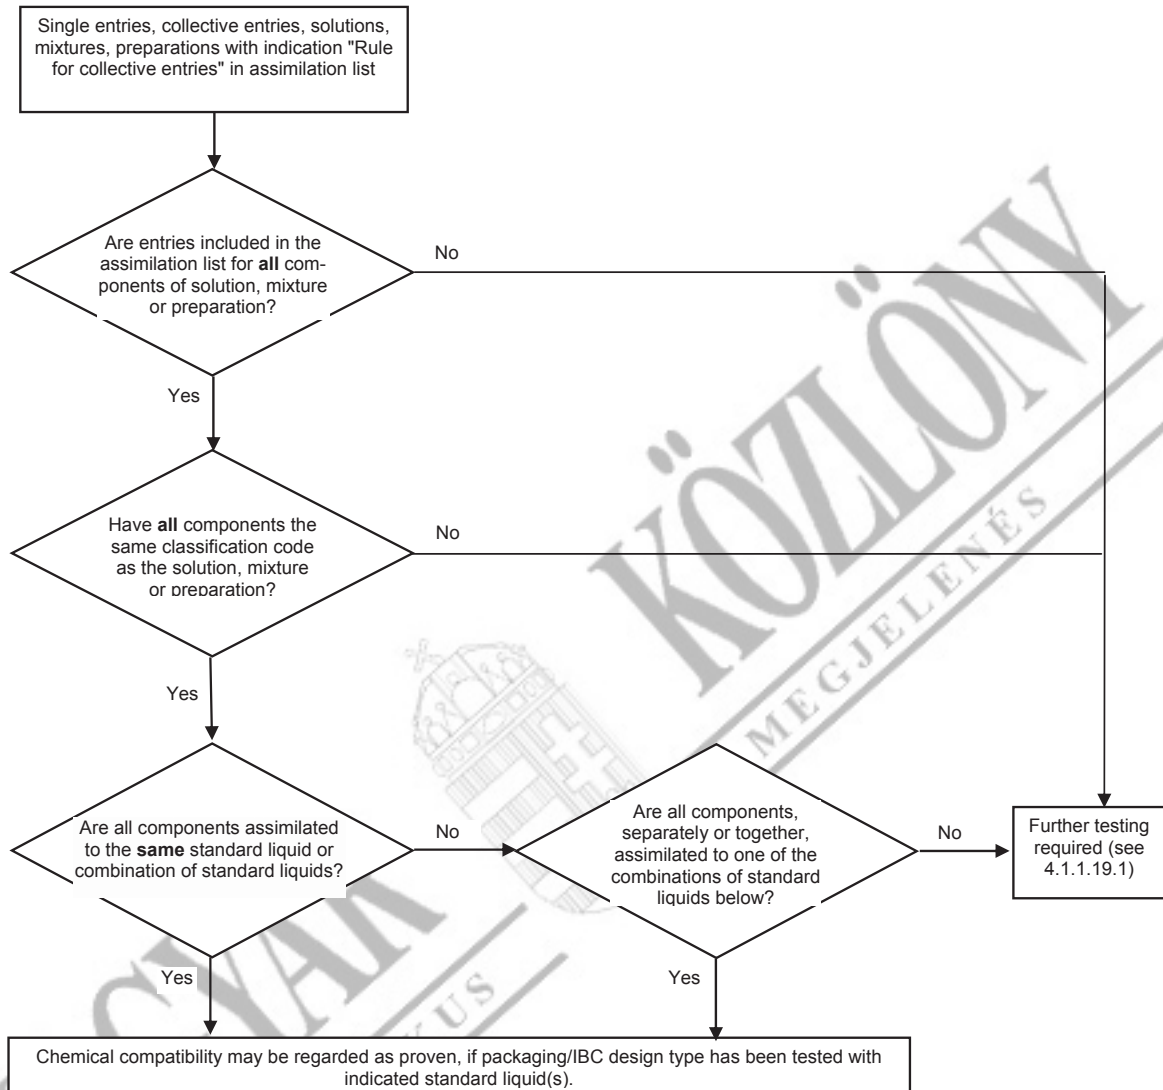 Single entries, collective entries, solutions,
mixtures, preparations with indication "Rule
for collective entries" in assimilation list
Are entries included in the
assimilation list for all com-
ponents of solution, mixture
or preparation?
No
Yes
Have all components the
same classification code
as the solution, mixture
or preparation?
No
Yes
Are all components assimilated
to the same standard liquid or
combination of standard liquids?
No
Are all components,
separately or together,
assimilated to one of the
combinations of standard
liquids below?
No
Further testing
required (see
4.1.1.19.1)
Yes
Yes
Chemical compatibility may be regarded as proven, if packaging/IBC design type has been tested with
indicated standard liquid(s).
KÖZLÖNY
MEGJELENÉS